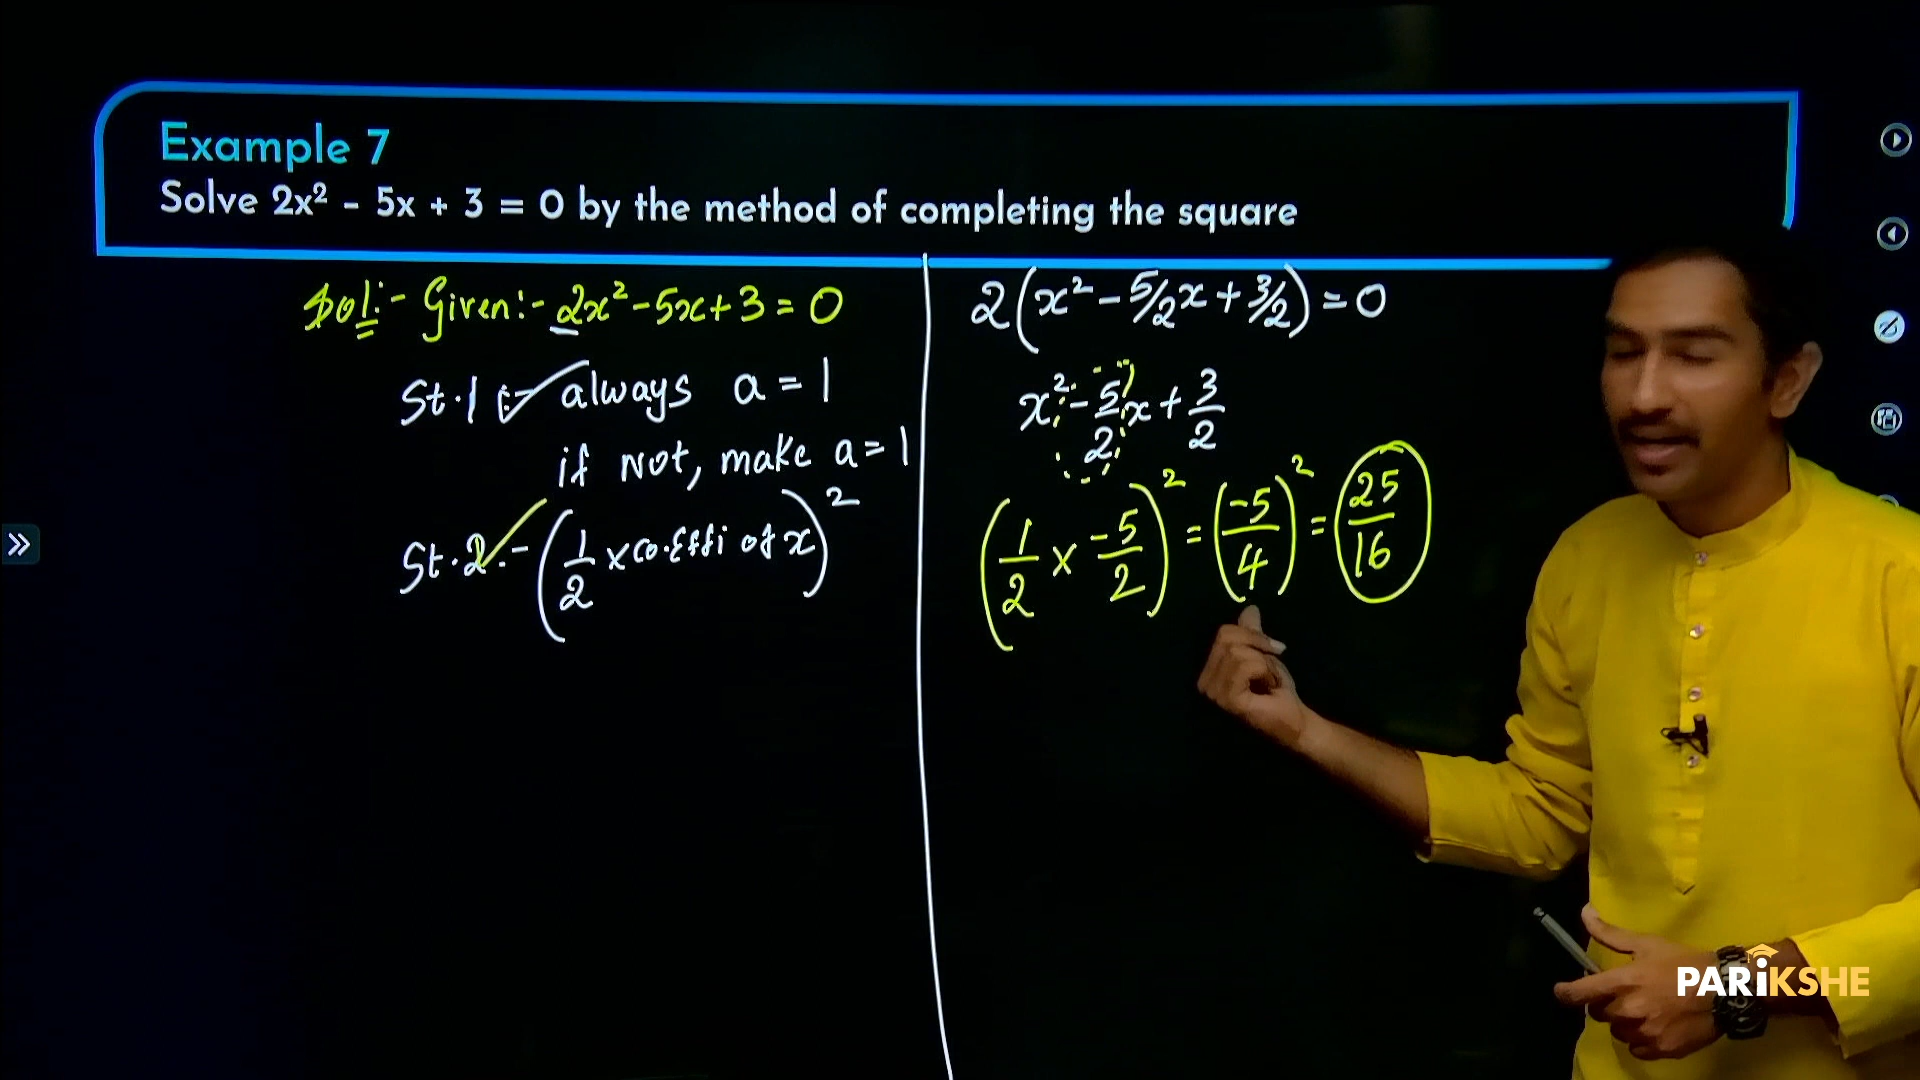 Example 7
Solve 2x² - 5x + 3 = 0 by the method of completing the square
Sol:- Given:- 2x² - 5x + 3 = 0
St.1 :- always a = 1
if not, make a = 1
St.2 :- (1/2 × co.effi of x)²
2(x² - 5/2x + 3/2) = 0
x² - 5/2 x + 3/2
(1/2 × -5/2)² = (-5/4)² = 25/16
PARiKSHE